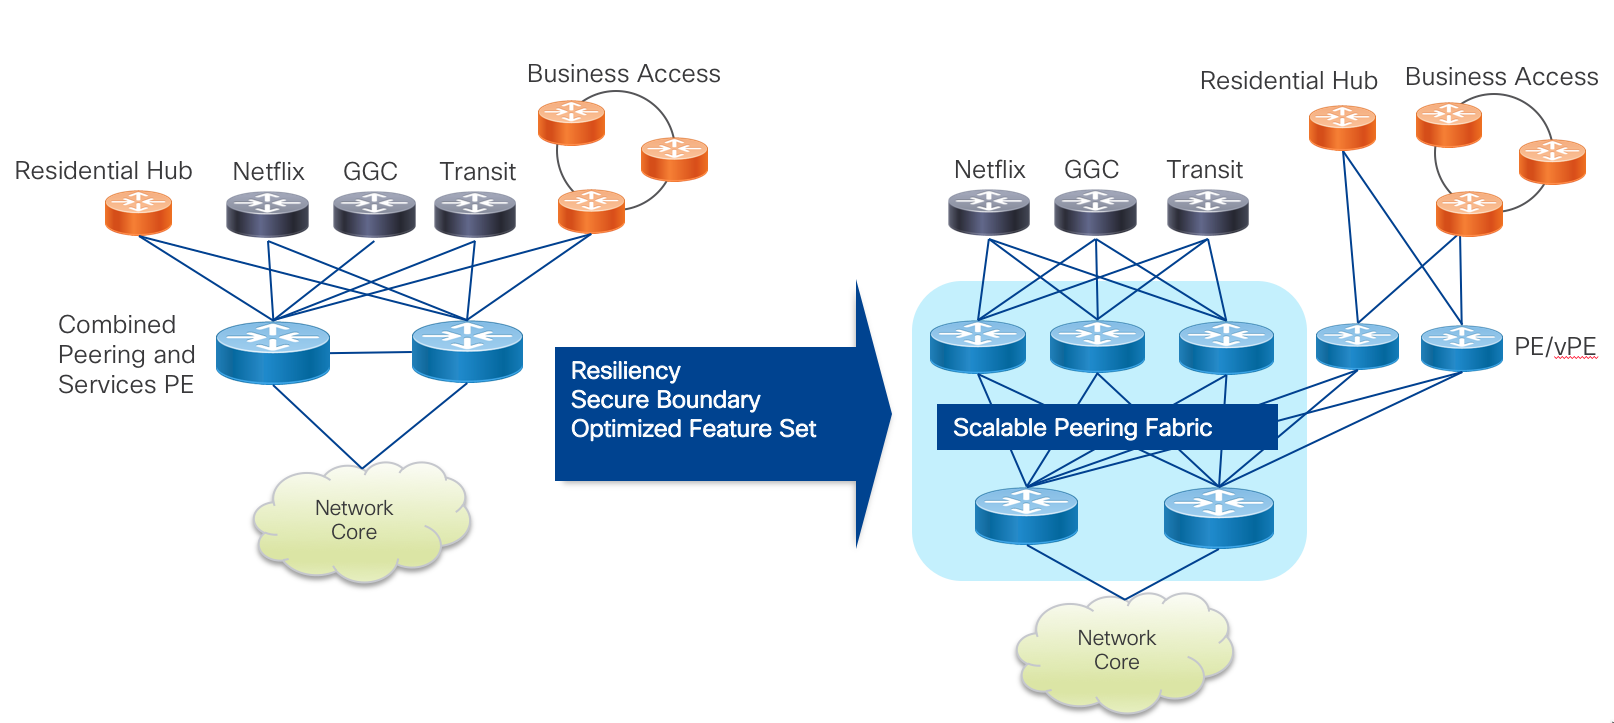 Business Access
Residential Hub
Netflix
GGC
Transit
Combined
Peering and
Services PE
Network
Core
Resiliency
Secure Boundary
Optimized Feature Set
Residential Hub
Business Access
Netflix
GGC
Transit
PE/vPE
Scalable Peering Fabric
Network
Core